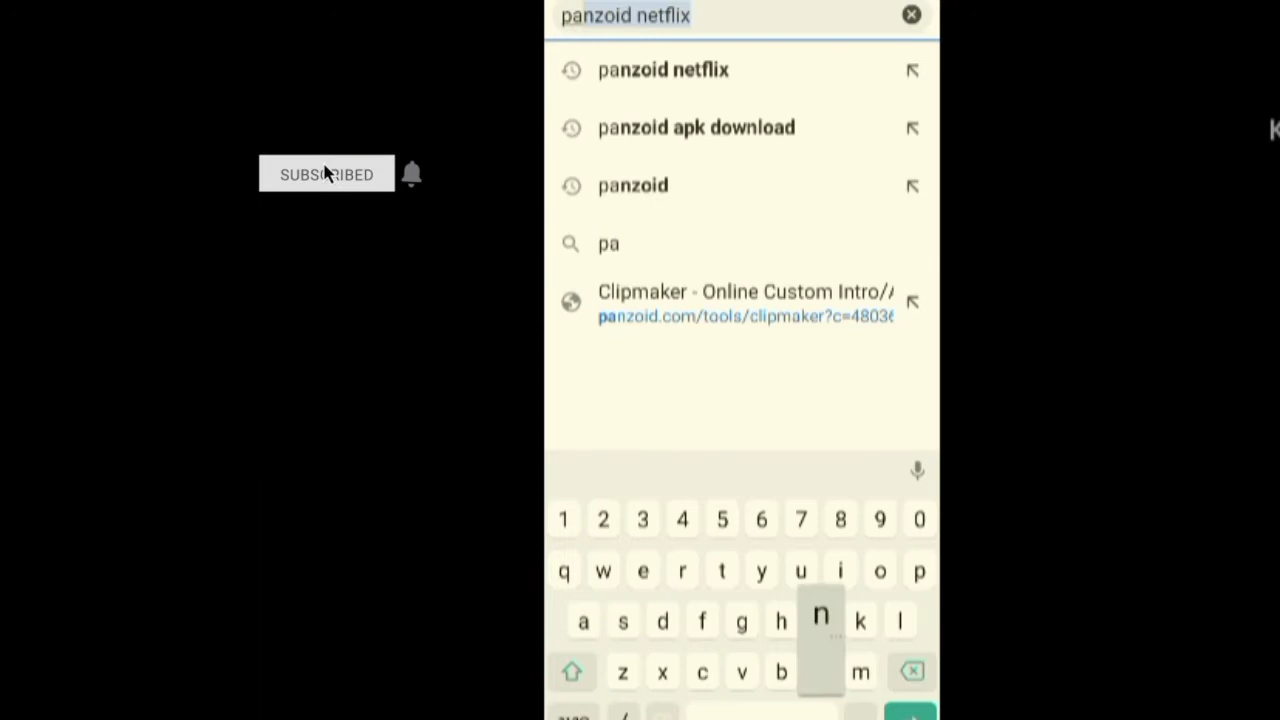 panzoid netflix
panzoid netflix
panzoid apk download
SUBSCRIBED
panzoid
pa
Clipmaker - Online Custom Intro//
panzoid.com/tools/clipmaker?c=4803
1 2 3 4 5 6 7 8 9 0
q w e r t y u i o p
a s d f g h n k l
z x c v b m
K